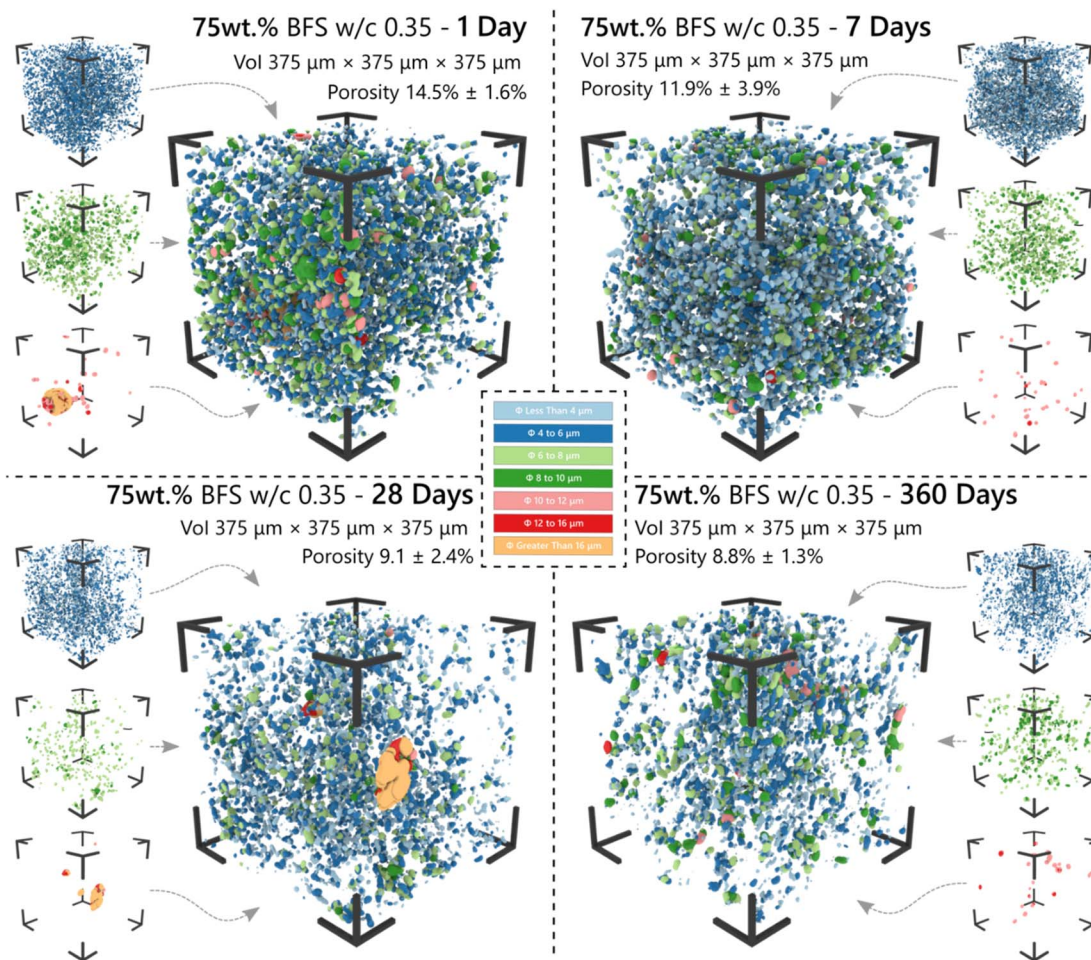 75wt.% BFS w/c 0.35 - 1 Day
Vol 375 µm × 375 µm × 375 µm
Porosity 14.5% ± 1.6%
75wt.% BFS w/c 0.35 - 7 Days
Vol 375 µm × 375 µm × 375 µm
Porosity 11.9% ± 3.9%
Φ Less Than 4 µm
Φ 4 to 6 µm
Φ 6 to 8 µm
Φ 8 to 10 µm
Φ 10 to 12 µm
Φ 12 to 16 µm
Φ Greater Than 16 µm
75wt.% BFS w/c 0.35 - 28 Days
Vol 375 µm × 375 µm × 375 µm
Porosity 9.1 ± 2.4%
75wt.% BFS w/c 0.35 - 360 Days
Vol 375 µm × 375 µm × 375 µm
Porosity 8.8% ± 1.3%